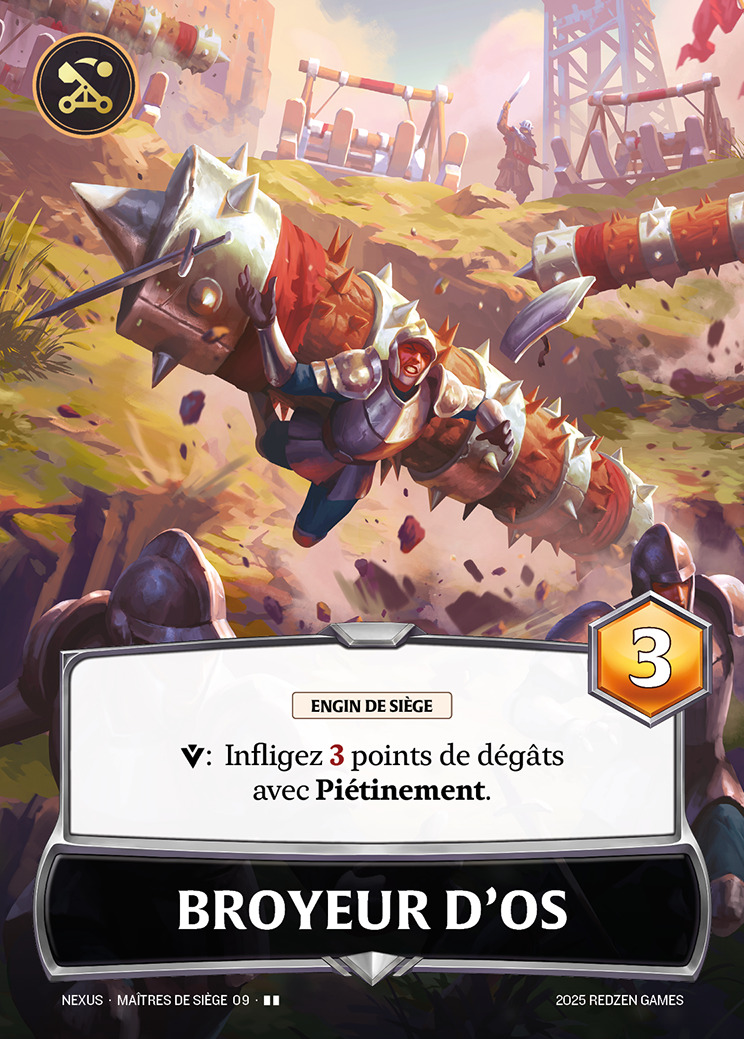 3
ENGIN DE SIÈGE
: Infligez 3 points de dégâts
avec Piétinement.
BROYEUR D’OS
NEXUS · MAÎTRES DE SIÈGE 09 ·
2025 REDZEN GAMES